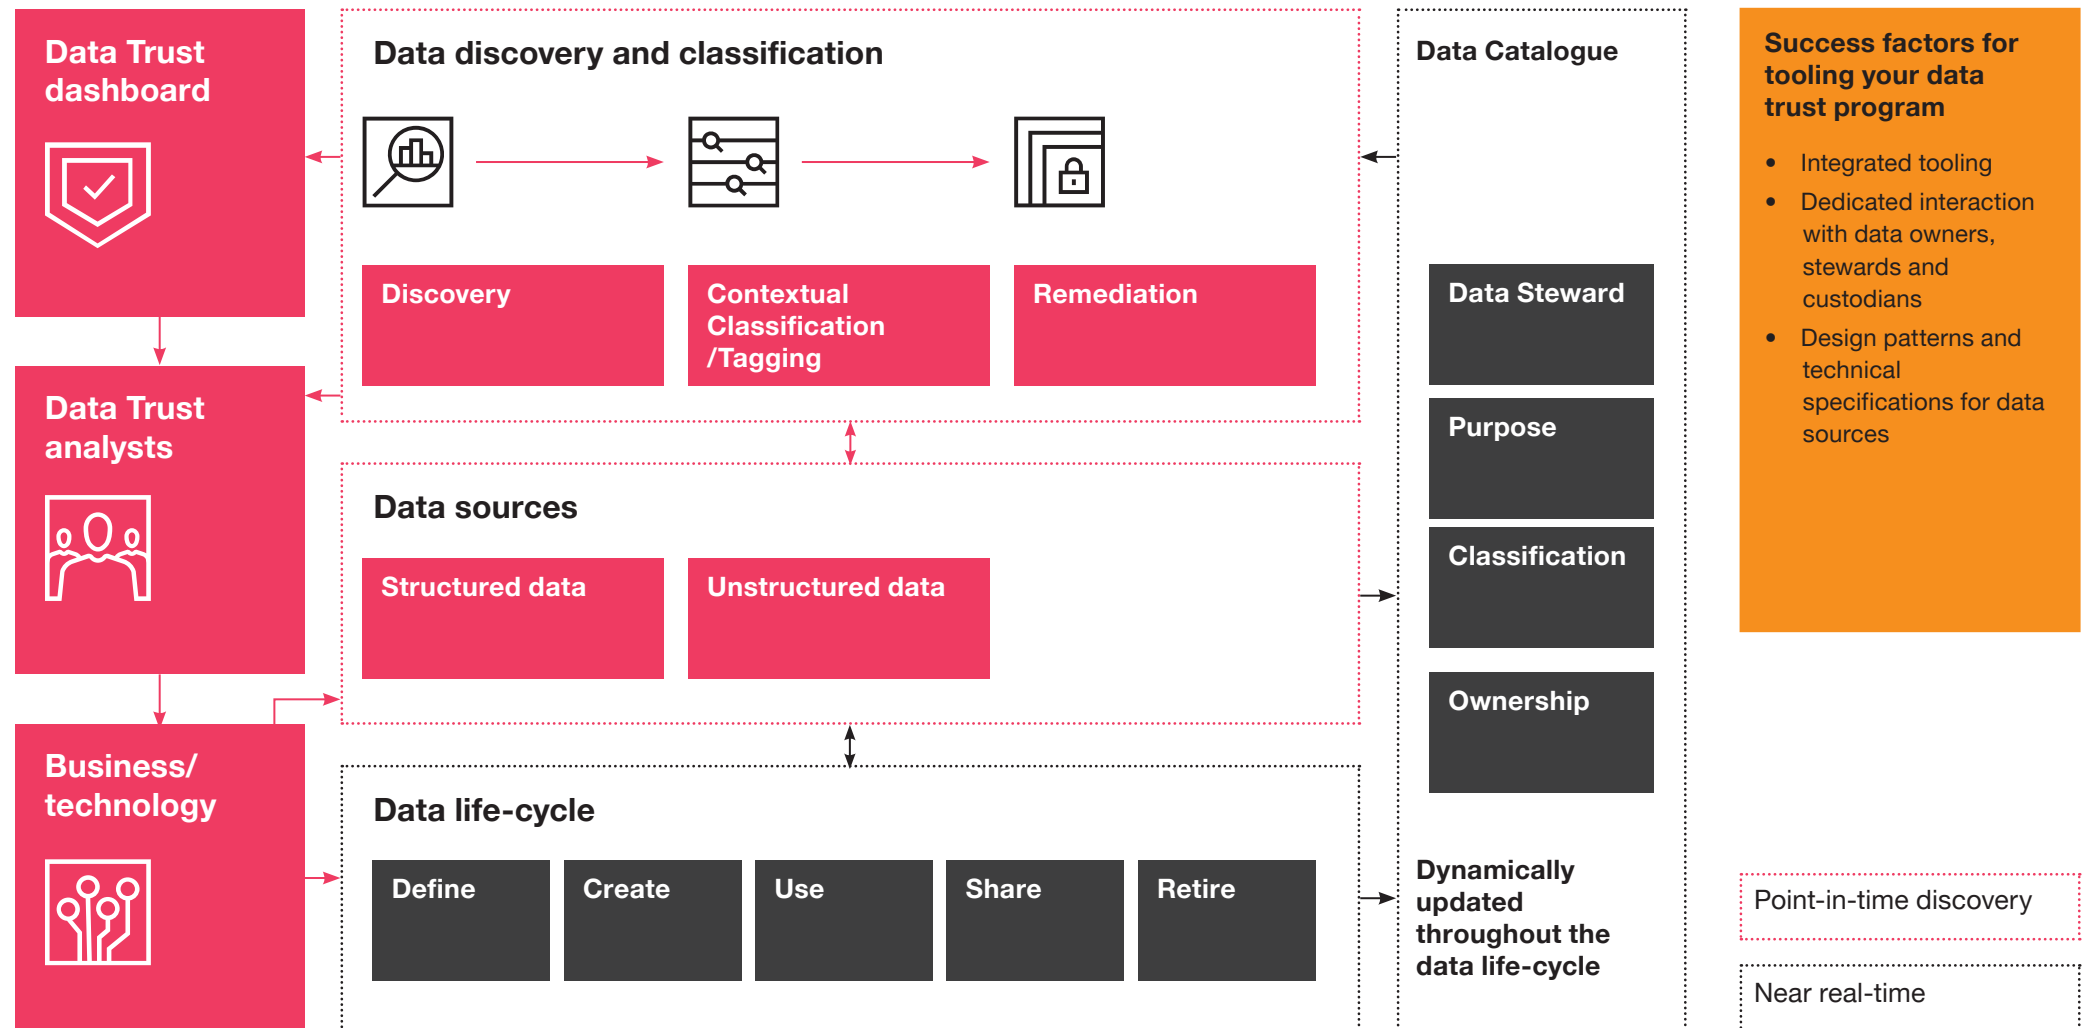 Data Trust
dashboard
Data Trust
analysts
Business/
technology
Data discovery and classification
Discovery
Contextual
Classification
/Tagging
Remediation
Data sources
Structured data
Unstructured data
Data life-cycle
Define
Create
Use
Share
Retire
Data Catalogue
Data Steward
Purpose
Classification
Ownership
Dynamically
updated
throughout the
data life-cycle
Success factors for
tooling your data
trust program
• Integrated tooling
• Dedicated interaction
with data owners,
stewards and
custodians
• Design patterns and
technical
specifications for data
sources
Point-in-time discovery
Near real-time